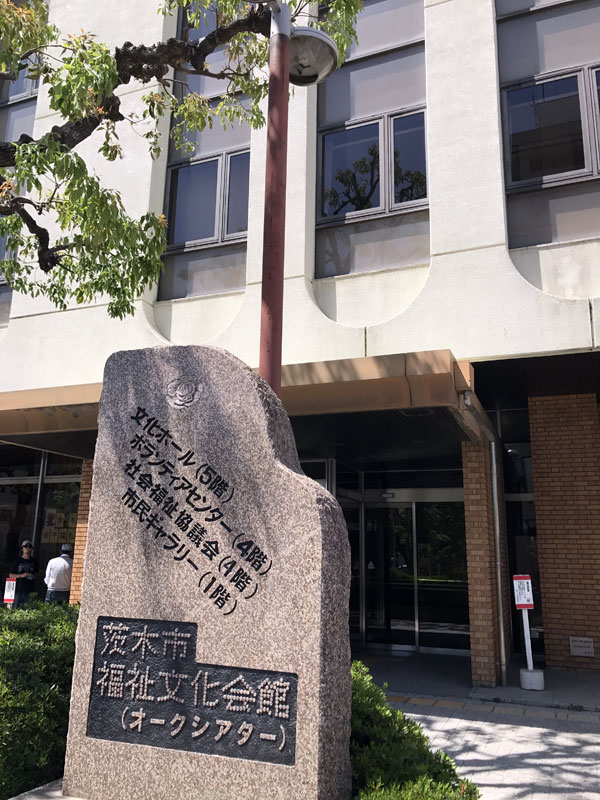 文化ホール(5階)
ボランティアセンター(4階)
社会福祉協議会(4階)
市民ギャラリー(1階)
茨木市
福祉文化会館
(オークシアター)